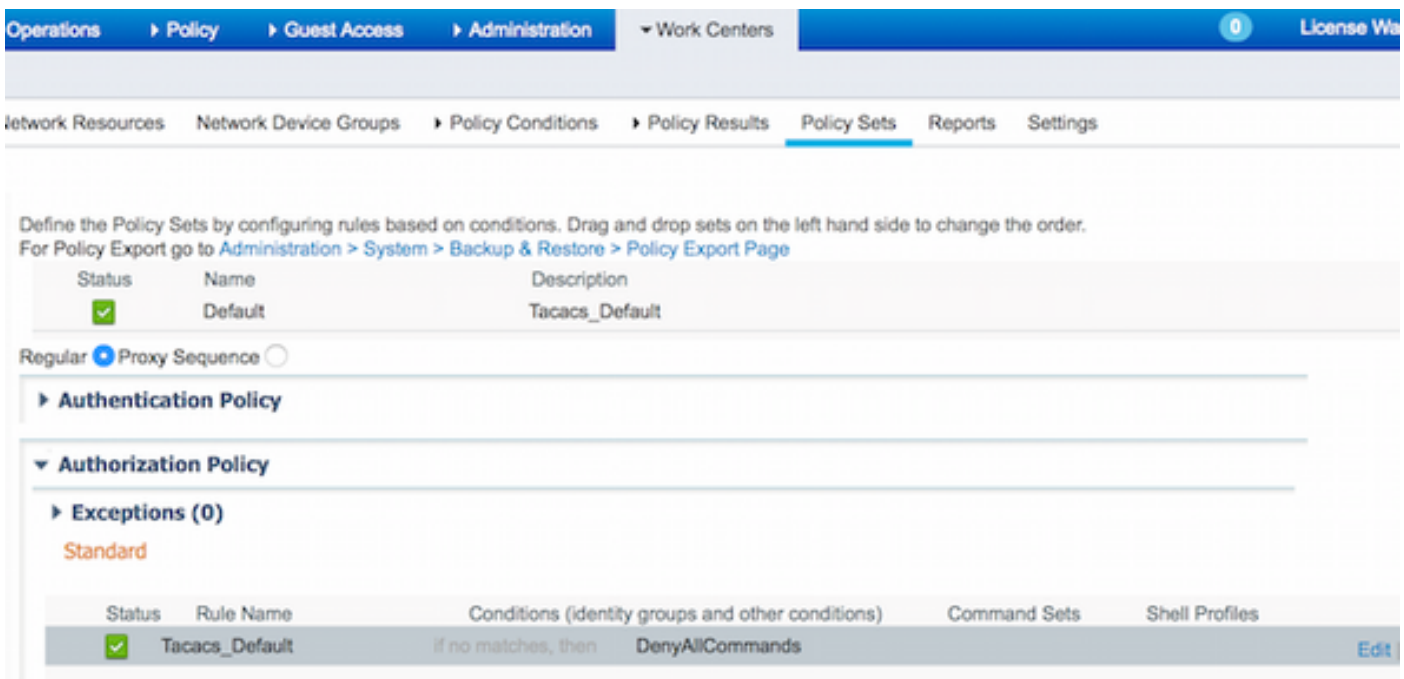 Operations Policy Guest Access Administration Work Centers 0 License Wa
Network Resources Network Device Groups Policy Conditions Policy Results Policy Sets Reports Settings
Define the Policy Sets by configuring rules based on conditions. Drag and drop sets on the left hand side to change the order.
For Policy Export go to Administration > System > Backup & Restore > Policy Export Page
Status Name Description
Default Tacacs_Default
Regular Proxy Sequence
Authentication Policy
Authorization Policy
Exceptions (0)
Standard
Status Rule Name Conditions (identity groups and other conditions) Command Sets Shell Profiles
Tacacs_Default if no matches, then DenyAllCommands Edit |